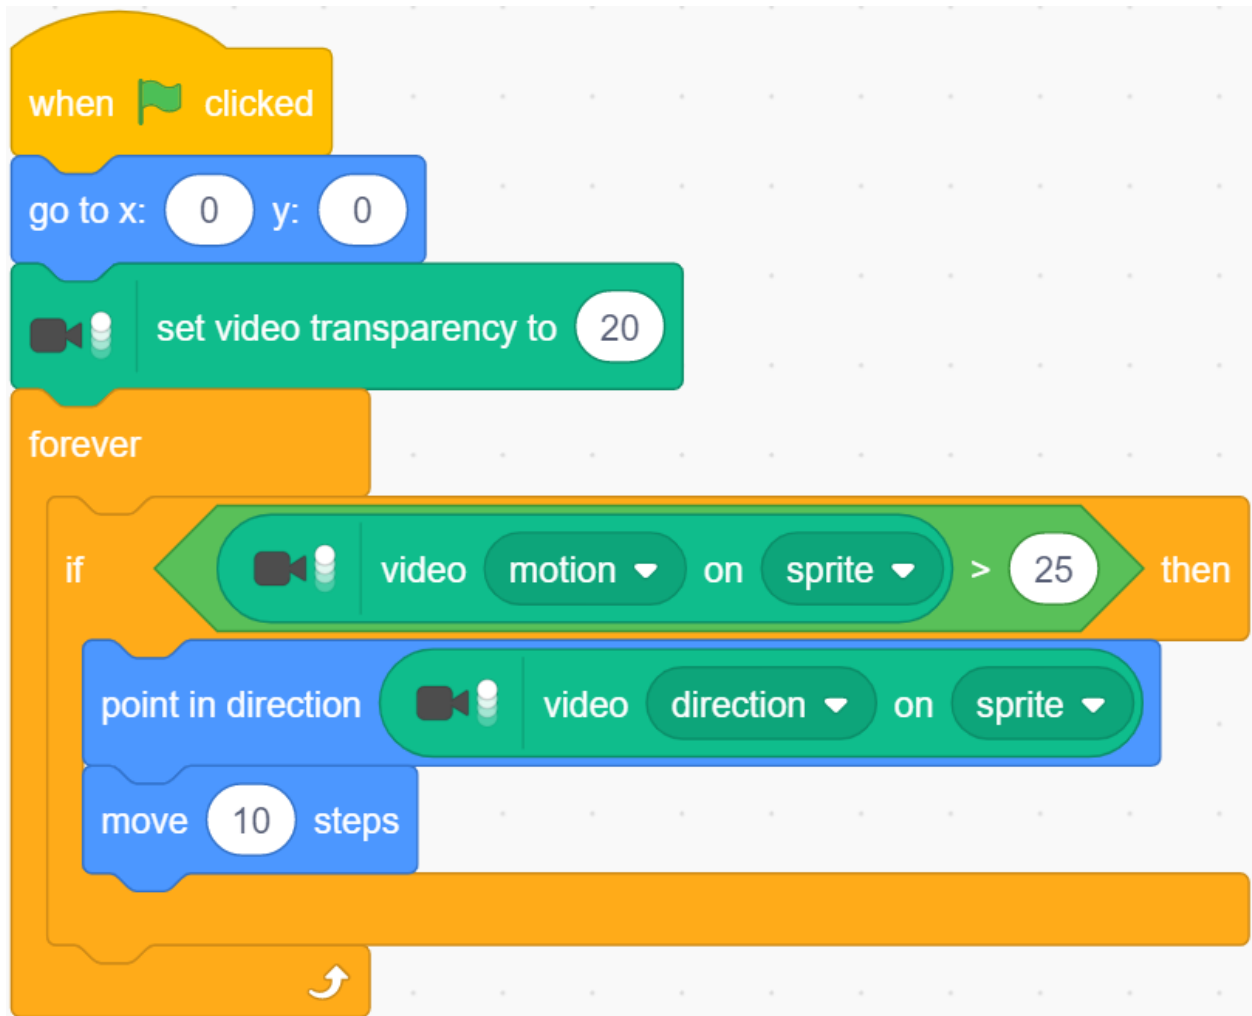 when clicked
go to x: 0 y: 0
set video transparency to 20
forever
if video motion on sprite > 25 then
point in direction video direction on sprite
move 10 steps